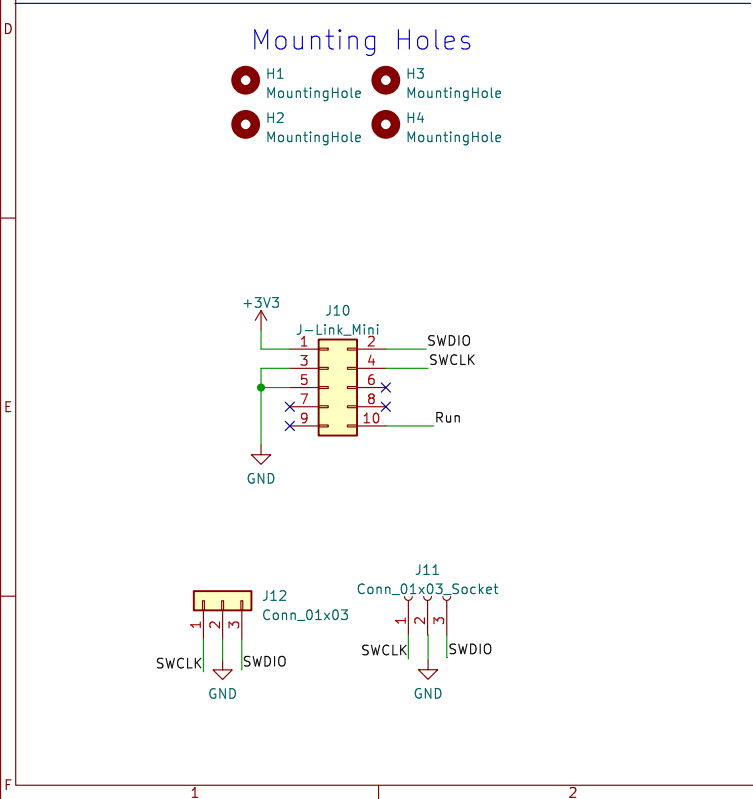 D
Mounting Holes
H1
MountingHole
H3
MountingHole
H2
MountingHole
H4
MountingHole
+3V3
J10
J-Link_Mini
1 2 SWDIO
3 4 SWCLK
E
5 6
7 8
9 10 Run
GND
J12
Conn_01x03
1 2 3
SWCLK SWDIO
GND
J11
Conn_01x03_Socket
1 2 3
SWCLK SWDIO
GND
F
1 2